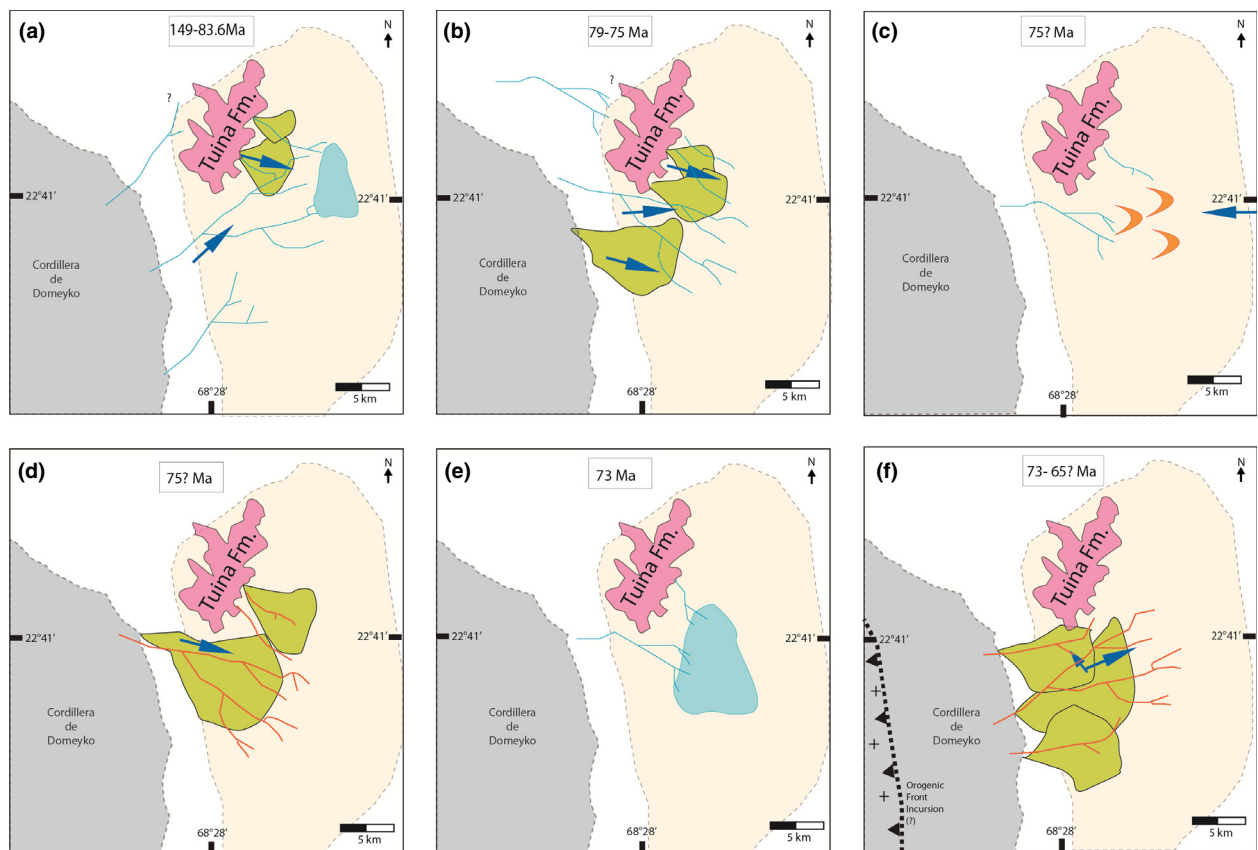 (a)
149-83.6Ma
N
?
Tuina Fm.
22°41′
22°41′
Cordillera
de
Domeyko
68°28′
5 km
(b)
79-75 Ma
N
?
Tuina Fm.
22°41′
22°41′
Cordillera
de
Domeyko
68°28′
5 km
(c)
75? Ma
N
Tuina Fm.
22°41′
22°41′
Cordillera
de
Domeyko
68°28′
5 km
(d)
75? Ma
N
Tuina Fm.
22°41′
22°41′
Cordillera
de
Domeyko
68°28′
5 km
(e)
73 Ma
N
Tuina Fm.
22°41′
22°41′
Cordillera
de
Domeyko
68°28′
5 km
(f)
73- 65? Ma
N
Tuina Fm.
22°41′
22°41′
Cordillera
de
Domeyko
Orogenic
Front
Incursion
(?)
68°28′
5 km